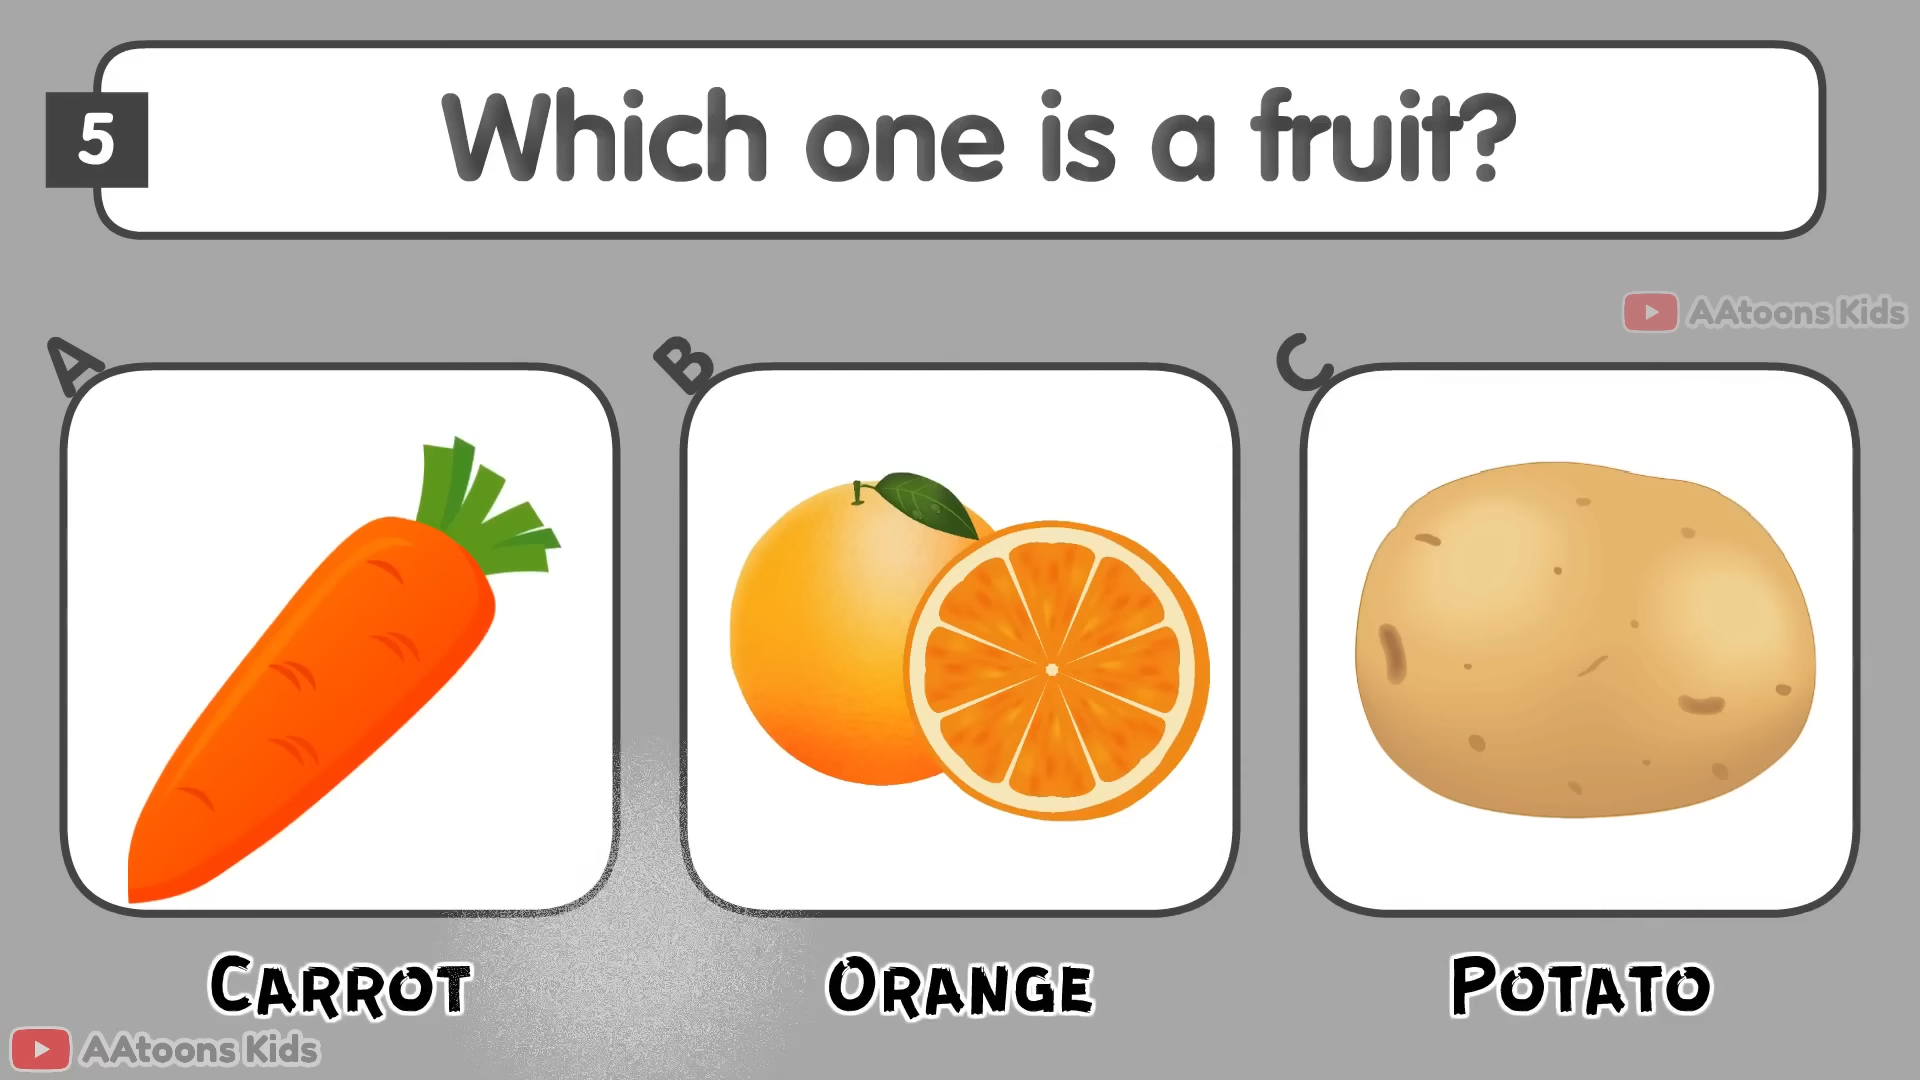 5
Which one is a fruit?
AAtoons Kids
A
B
C
CARROT
ORANGE
POTATO
AAtoons Kids